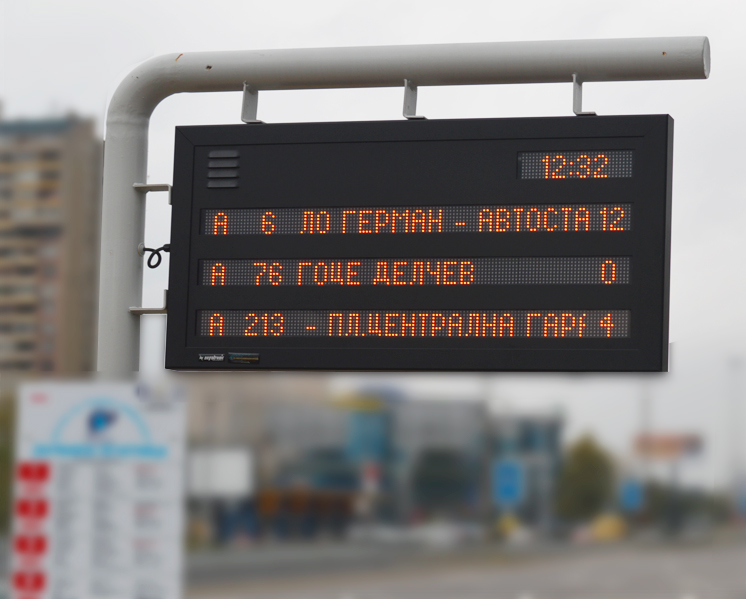 12:32
А 6 ЛО ГЕРМАН - АВТОСТА 12
А 76 ГОЦЕ ДЕЛЧЕВ 0
А 213 - ПЛ.ЦЕНТРАЛНА ГАР 4